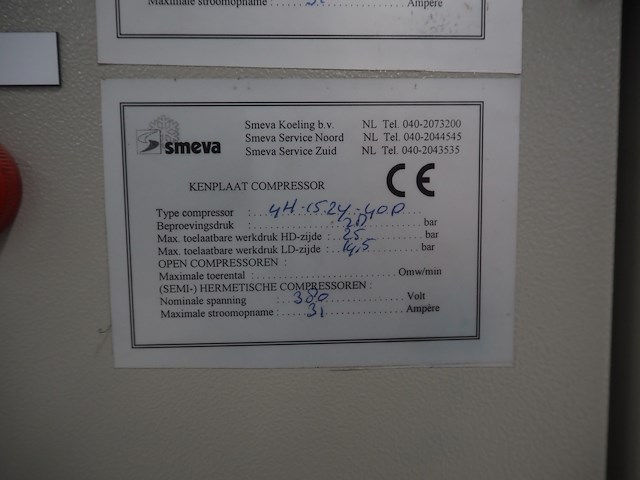 Maximale stroomopname : Ampère
smeva
Smeva Koeling b.v. NL Tel. 040-2073200
Smeva Service Noord NL Tel. 040-2044545
Smeva Service Zuid NL Tel. 040-2043535
CE
KENPLAAT COMPRESSOR
Type compressor : 4H-15.2Y-40P
Beproevingsdruk : bar
Max. toelaatbare werkdruk HD-zijde : 25 bar
Max. toelaatbare werkdruk LD-zijde : 14,5 bar
OPEN COMPRESSOREN :
Maximale toerental : Omw/min
(SEMI-) HERMETISCHE COMPRESSOREN :
Nominale spanning : 380 Volt
Maximale stroomopname : 31 Ampère